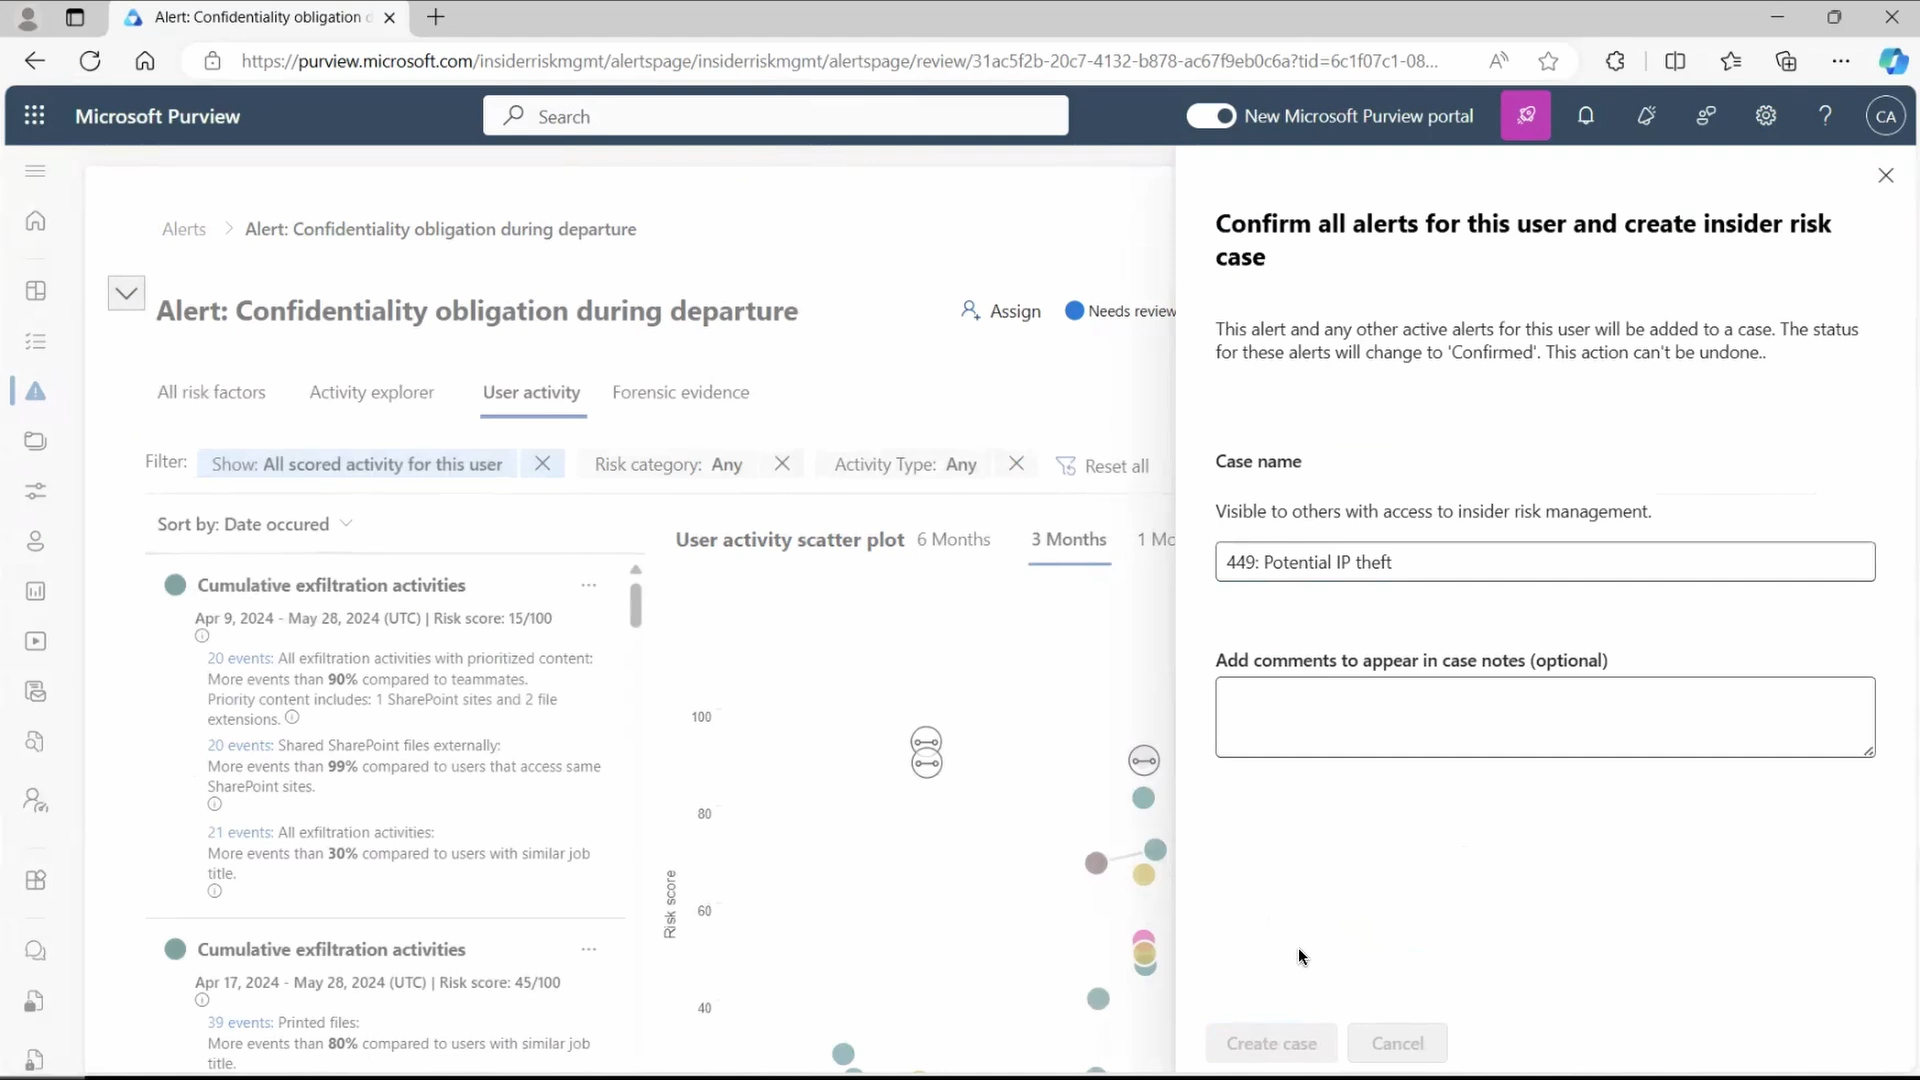 Alert: Confidentiality obligation d
https://purview.microsoft.com/insiderriskmgmt/alertspage/insiderriskmgmt/alertspage/review/31ac5f2b-20c7-4132-b878-ac67f9eb0c6a?tid=6c1f07c1-08...
Microsoft Purview
Search
New Microsoft Purview portal
CA
Alerts > Alert: Confidentiality obligation during departure
Alert: Confidentiality obligation during departure
Assign
Needs review
All risk factors
Activity explorer
User activity
Forensic evidence
Filter:
Show: All scored activity for this user
Risk category: Any
Activity Type: Any
Reset all
Sort by: Date occured
Cumulative exfiltration activities
Apr 9, 2024 - May 28, 2024 (UTC) | Risk score: 15/100
20 events: All exfiltration activities with prioritized content:
More events than 90% compared to teammates.
Priority content includes: 1 SharePoint sites and 2 file
extensions.
20 events: Shared SharePoint files externally:
More events than 99% compared to users that access same
SharePoint sites.
21 events: All exfiltration activities:
More events than 30% compared to users with similar job
title.
Cumulative exfiltration activities
Apr 17, 2024 - May 28, 2024 (UTC) | Risk score: 45/100
39 events: Printed files:
More events than 80% compared to users with similar job
title.
User activity scatter plot
6 Months
3 Months
1 Mo
100
80
60
40
Risk score
Confirm all alerts for this user and create insider risk
case
This alert and any other active alerts for this user will be added to a case. The status
for these alerts will change to 'Confirmed'. This action can't be undone..
Case name
Visible to others with access to insider risk management.
449: Potential IP theft
Add comments to appear in case notes (optional)
Create case
Cancel